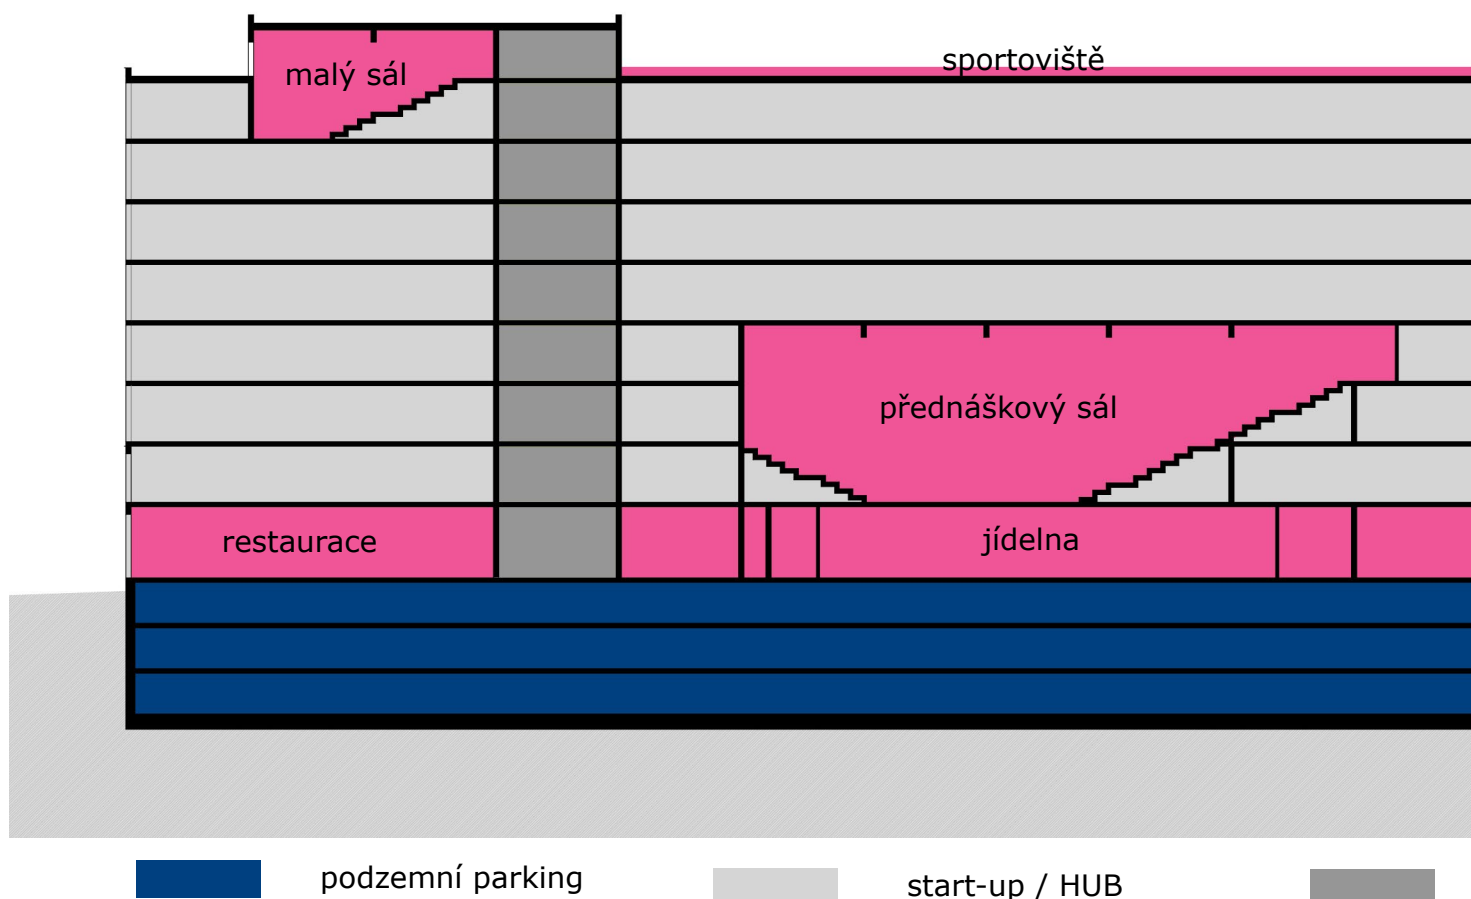 sportoviště
malý sál
přednáškový sál
restaurace
jídelna
podzemní parking
start-up / HUB